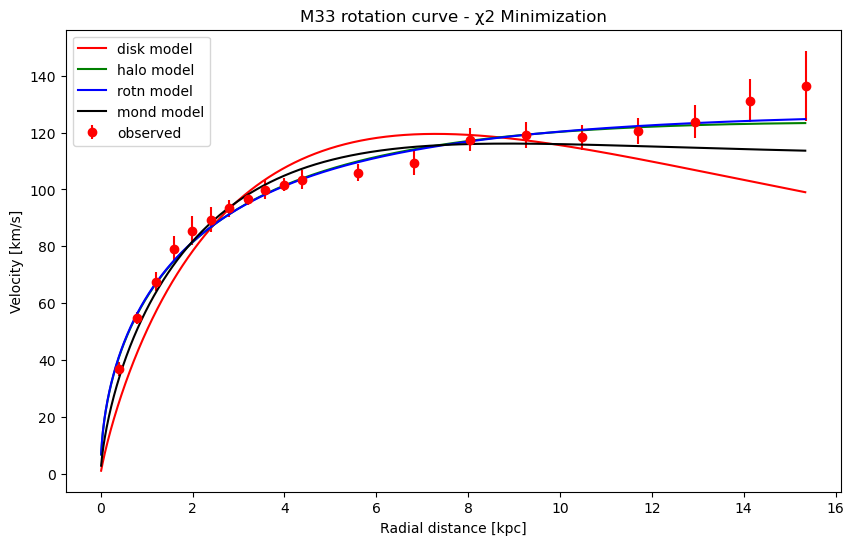 M33 rotation curve - χ2 Minimization
disk model
halo model
rotn model
mond model
observed
Velocity [km/s]
140
120
100
80
60
40
20
0
0 2 4 6 8 10 12 14 16
Radial distance [kpc]